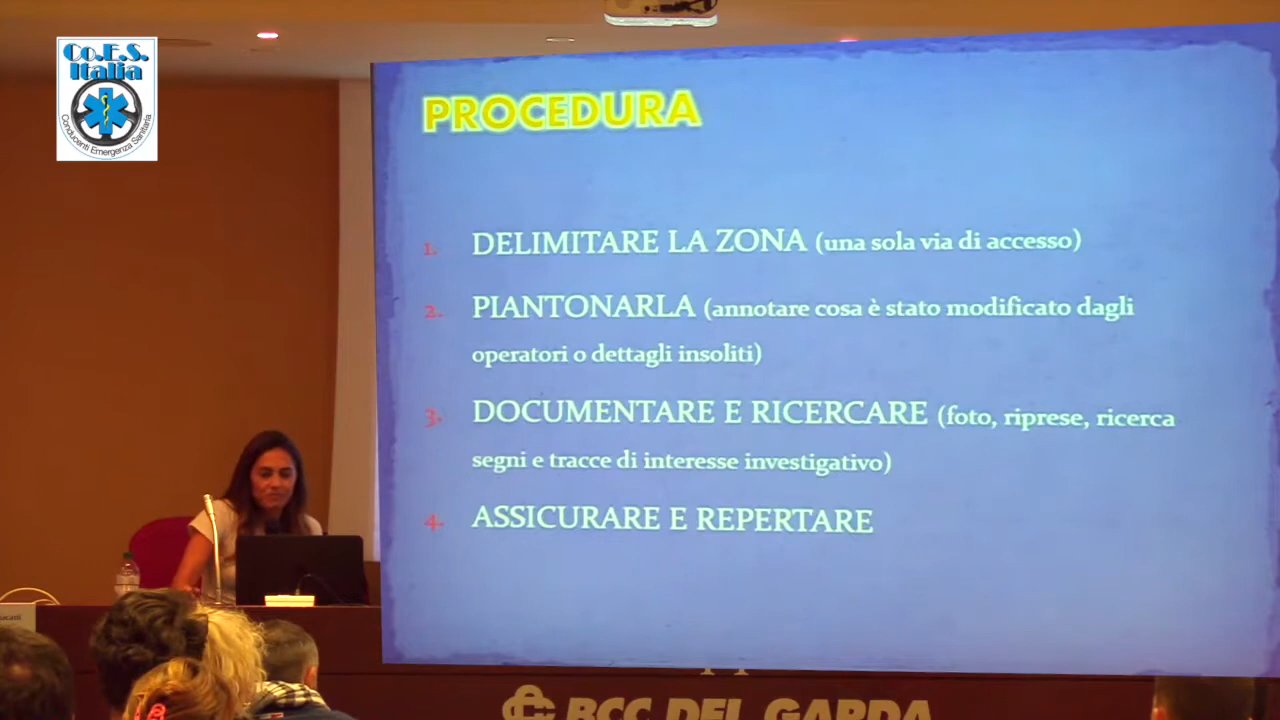 Co.E.S.
Italia
Conducenti Emergenza Sanitaria
PROCEDURA
1. DELIMITARE LA ZONA (una sola via di accesso)
2. PIANTONARLA (annotare cosa è stato modificato dagli
operatori o dettagli insoliti)
3. DOCUMENTARE E RICERCARE (foto, riprese, ricerca
segni e tracce di interesse investigativo)
4. ASSICURARE E REPERTARE
BCC DEL GARDA